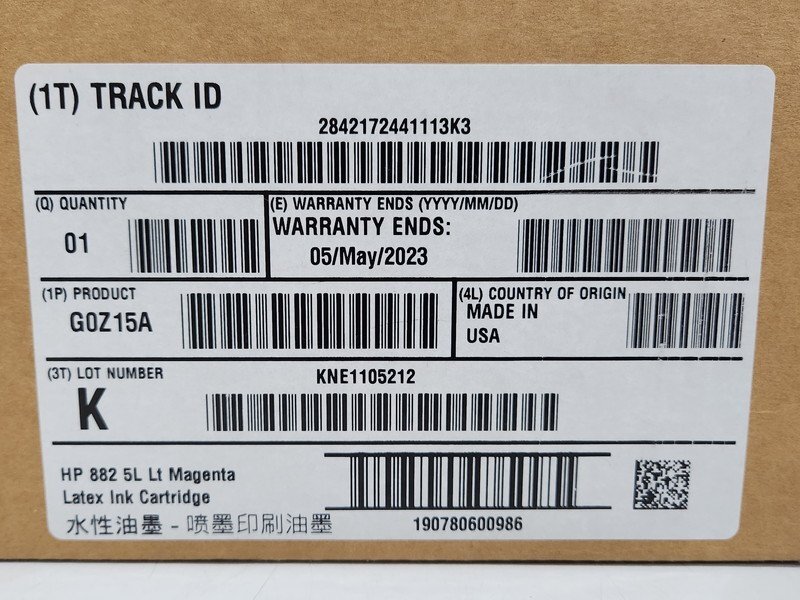 (1T) TRACK ID
2842172441113K3
(Q) QUANTITY
01
(E) WARRANTY ENDS (YYYY/MM/DD)
WARRANTY ENDS:
05/May/2023
(1P) PRODUCT
G0Z15A
(4L) COUNTRY OF ORIGIN
MADE IN
USA
(3T) LOT NUMBER
K
KNE1105212
HP 882 5L Lt Magenta
Latex Ink Cartridge
水性油墨 - 喷墨印刷油墨
190780600986